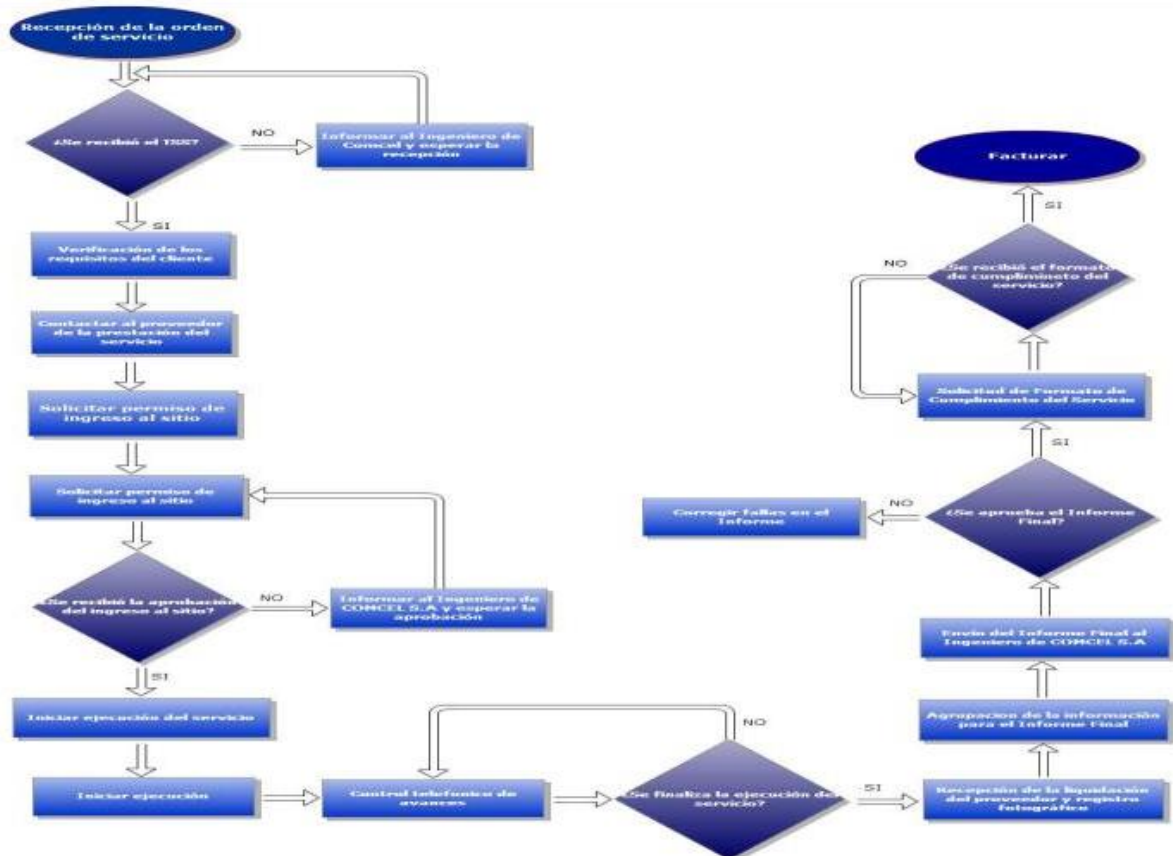 Recepción de la orden
de servicio
¿Se recibió el TSS?
NO
Informar al Ingeniero de
Comcel y esperar la
recepción
SI
Verificación de los
requisitos del cliente
Contactar al proveedor
de la prestación del
servicio
Solicitar permiso de
ingreso al sitio
Solicitar permiso de
ingreso al sitio
¿Se recibió la aprobación
del ingreso al sitio?
NO
Informar al Ingeniero de
COMCEL S.A y esperar la
aprobación
SI
Iniciar ejecución del servicio
Iniciar ejecución
Control telefonico de
avances
NO
¿Se finaliza la ejecución del
servicio?
SI
Recepción de la liquidación
del proveedor y registro
fotográfico
Agrupacion de la información
para el Informe Final
Envío del Informe Final al
Ingeniero de COMCEL S.A
¿Se aprueba el Informe
Final?
NO
Corregir fallas en el
Informe
SI
Solicitud de Formato de
Cumplimiento del Servicio
¿Se recibió el formato
de cumplimineto del
servicio?
NO
SI
Facturar